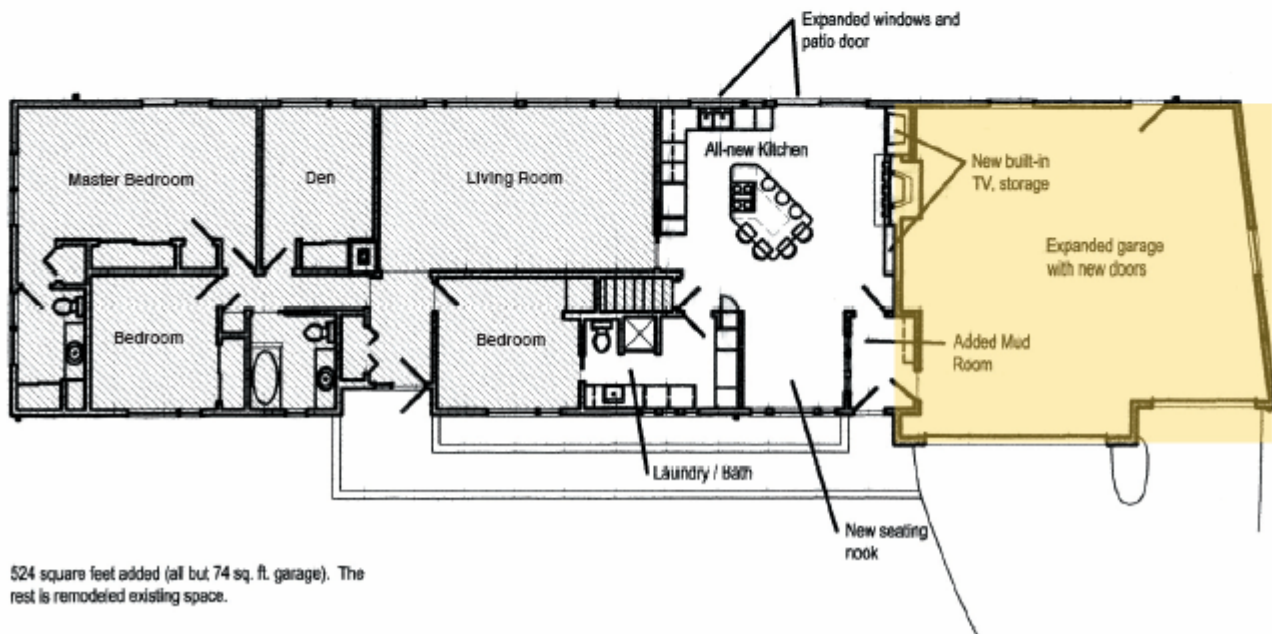 Expanded windows and
patio door
All-new Kitchen
New built-in
TV, storage
Master Bedroom
Den
Living Room
Expanded garage
with new doors
Bedroom
Bedroom
Added Mud
Room
Laundry / Bath
New seating
nook
524 square feet added (all but 74 sq. ft. garage). The
rest is remodeled existing space.